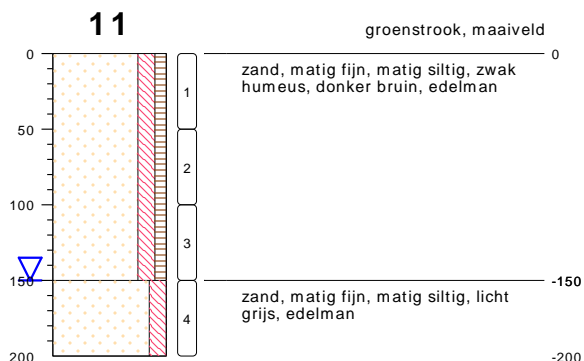 11
groenstrook, maaiveld
0
0
zand, matig fijn, matig siltig, zwak
humeus, donker bruin, edelman
1
50
2
100
3
150
-150
zand, matig fijn, matig siltig, licht
grijs, edelman
4
200
-200